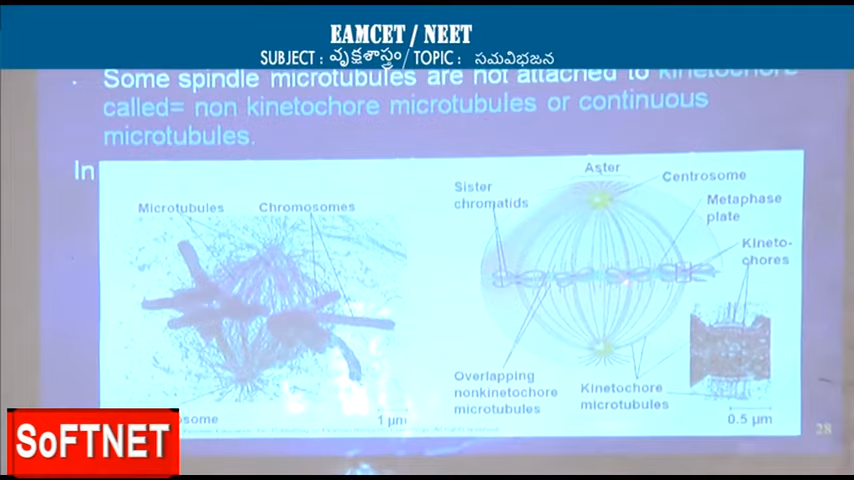 EAMCET / NEET
SUBJECT : వృక్షశాస్త్రం / TOPIC : సమవిభజన
Some spindle microtubules are not attached to kinetochore
called= non kinetochore microtubules or continuous
microtubules.
In
Microtubules
Chromosomes
1 µm
Aster
Centrosome
Sister
chromatids
Metaphase
plate
Kineto-
chores
Overlapping
nonkinetochore
microtubules
Kinetochore
microtubules
0.5 µm
28
SoFTNET